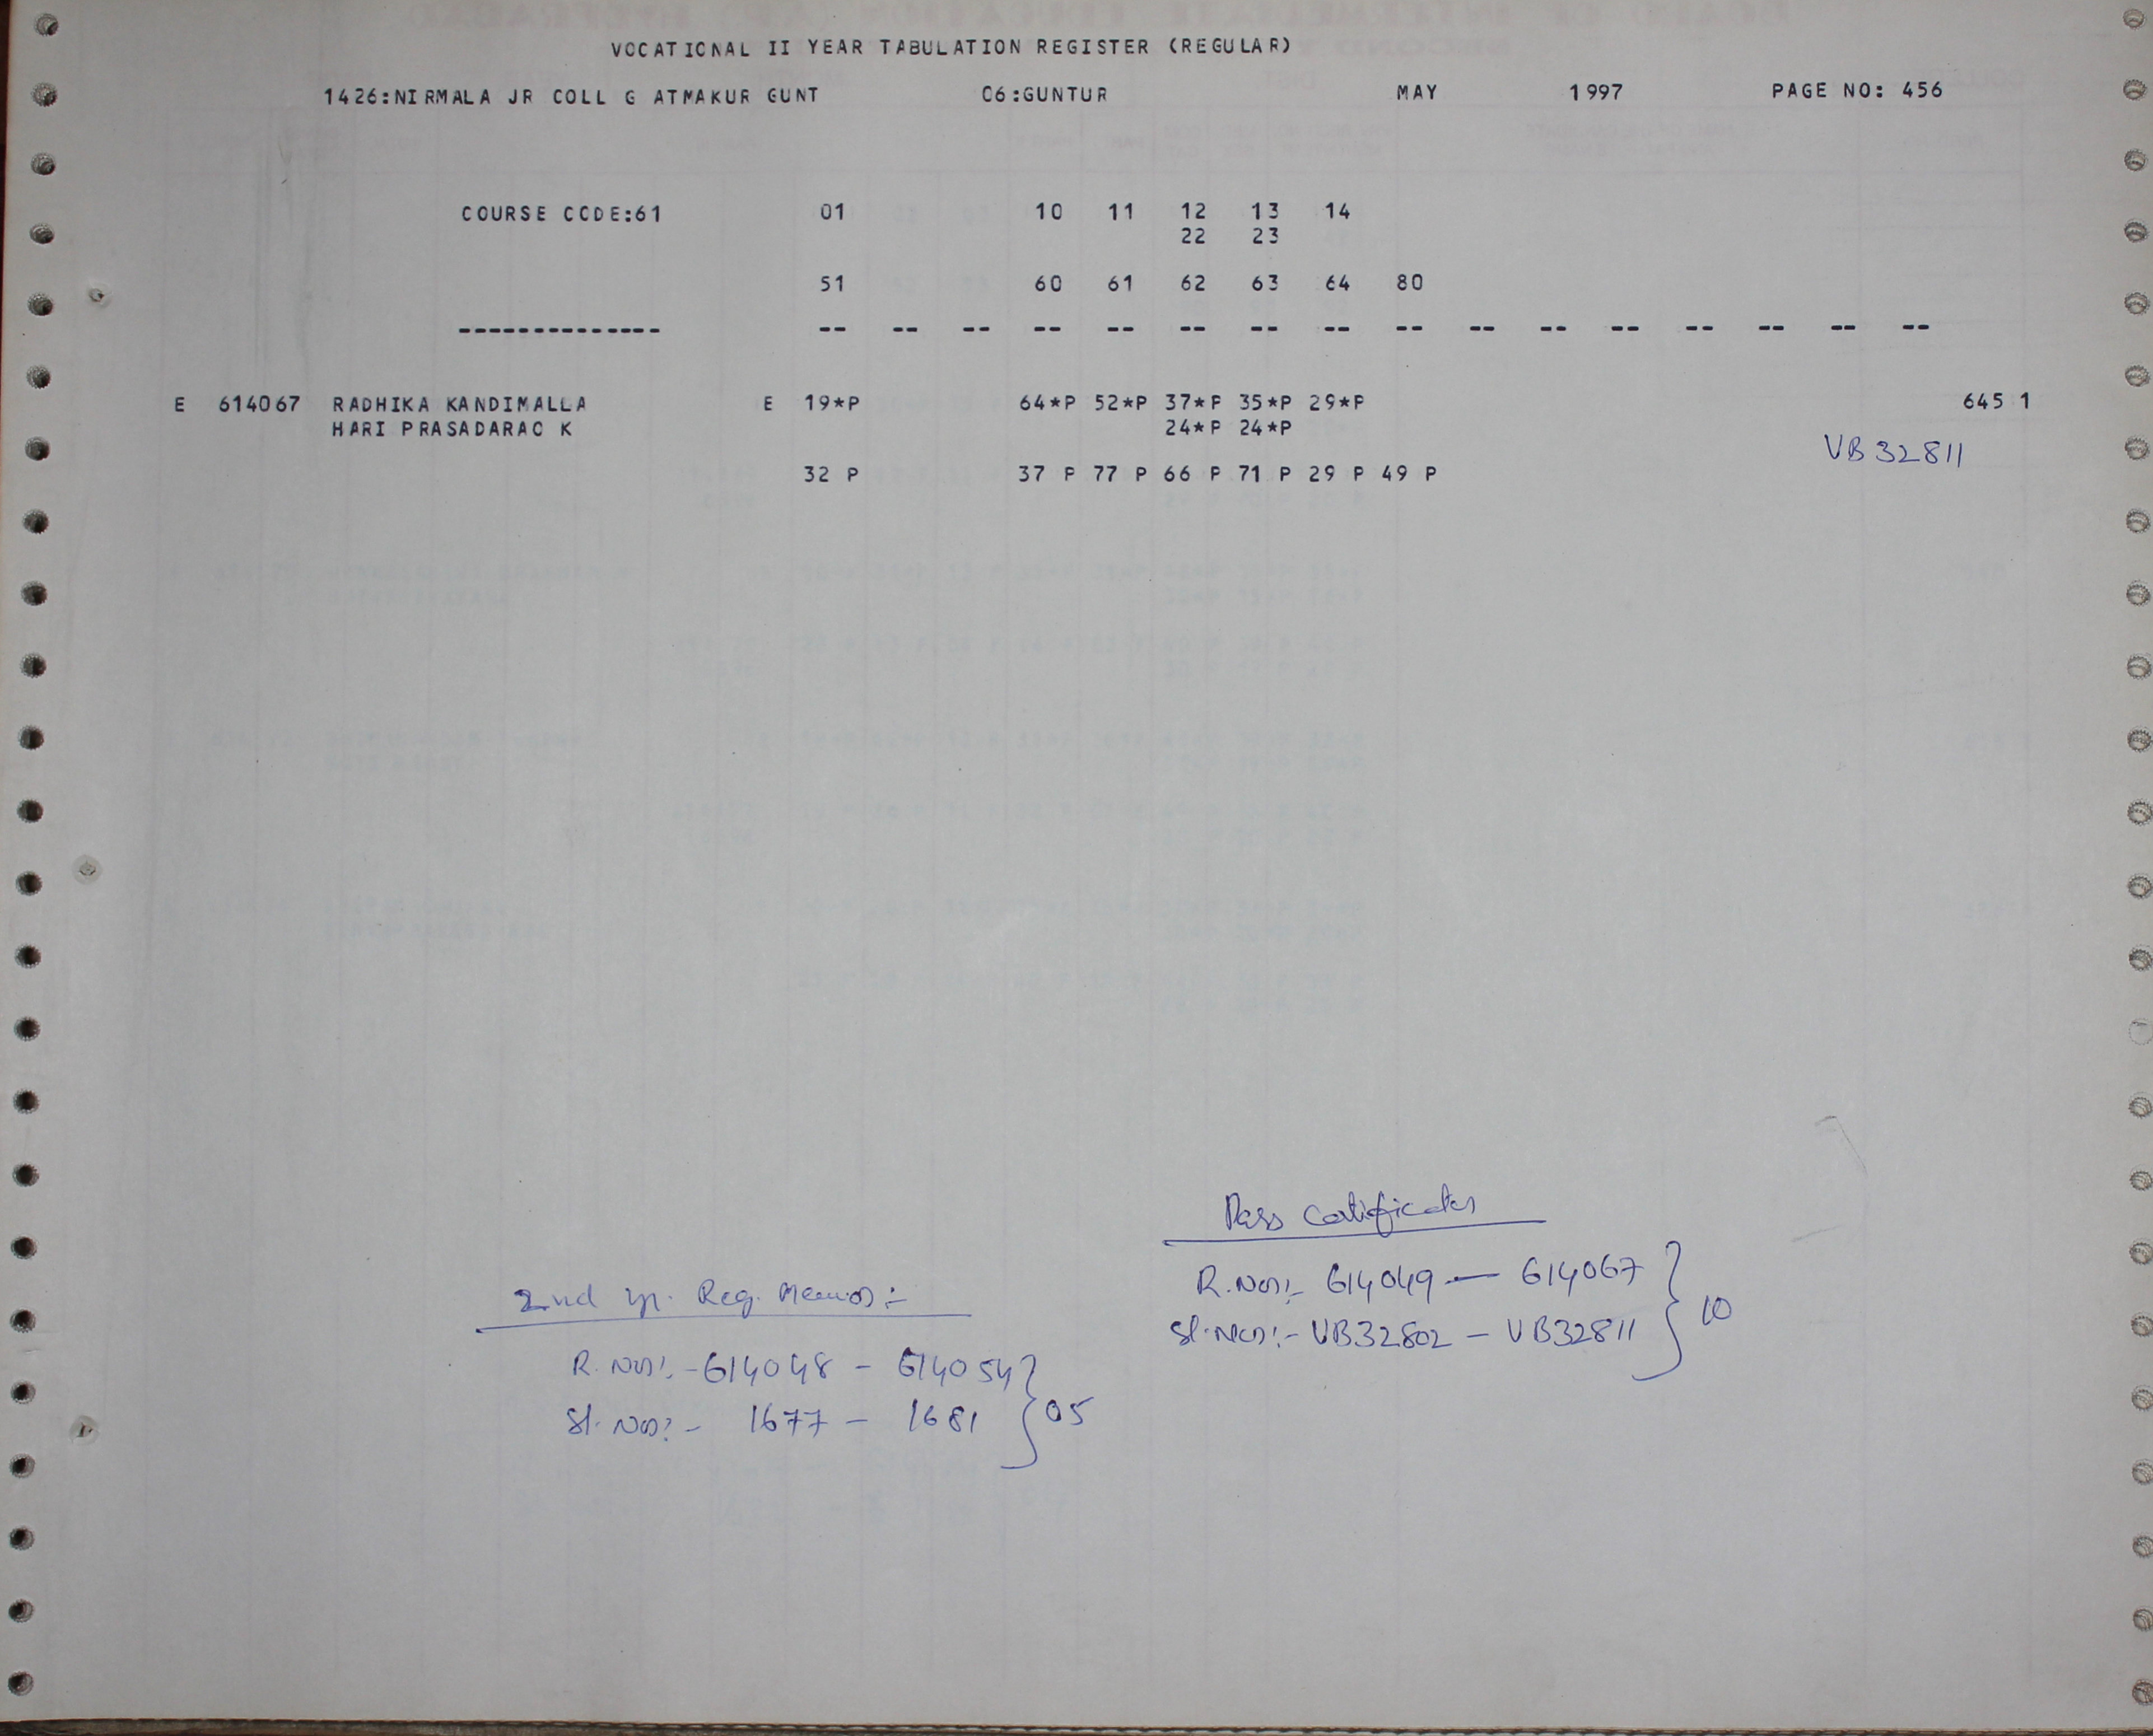 VOCATIONAL II YEAR TABULATION REGISTER (REGULAR)
1426:NIRMALA JR COLL G ATMAKUR GUNT 06:GUNTUR MAY 1997 PAGE NO: 456
COURSE CODE:61 01 10 11 12 13 14
22 23
51 60 61 62 63 64 80
-------------- -- -- -- -- -- -- -- -- -- -- -- -- -- -- -- --
E 614067 RADHIKA KANDIMALLA E 19*P 64*P 52*P 37*P 35*P 29*P 645 1
HARI PRASADARAO K 24*P 24*P
VB32811
32 P 37 P 77 P 66 P 71 P 29 P 49 P
Pass Certificates
R.Nos:- 614049 — 614067
Sl.Nos:- VB32802 - VB32811 } 10
2nd yr. Reg. Memos:-
R.Nos:- 614048 - 614054
Sl.Nos:- 1677 - 1681 } 05